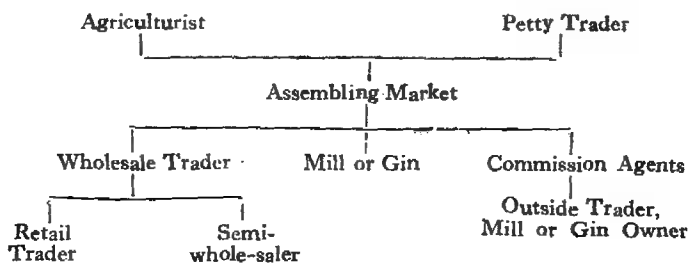 Agriculturist Petty Trader
Assembling Market
Wholesale Trader Mill or Gin Commission Agents
Outside Trader,
Mill or Gin Owner
Retail
Trader
Semi-
whole-saler